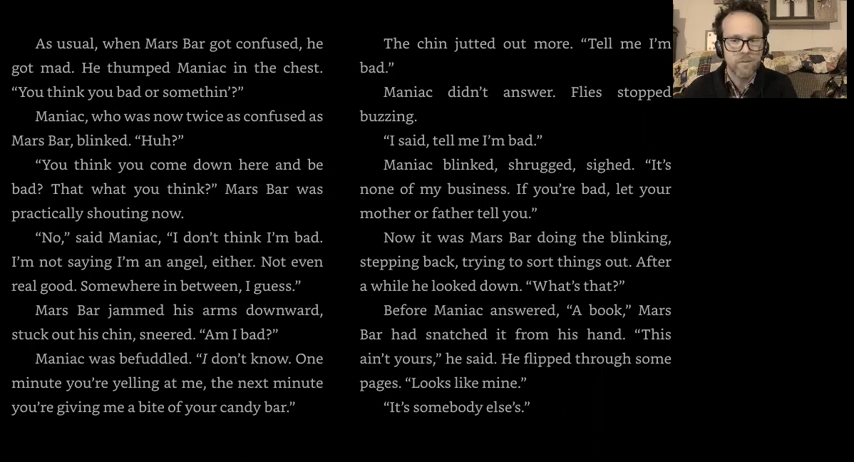 As usual, when Mars Bar got confused, he
got mad. He thumped Maniac in the chest.
“You think you bad or somethin’?”
Maniac, who was now twice as confused as
Mars Bar, blinked. “Huh?”
“You think you come down here and be
bad? That what you think?” Mars Bar was
practically shouting now.
“No,” said Maniac, “I don’t think I’m bad.
I’m not saying I’m an angel, either. Not even
real good. Somewhere in between, I guess.”
Mars Bar jammed his arms downward,
stuck out his chin, sneered. “Am I bad?”
Maniac was befuddled. “I don’t know. One
minute you’re yelling at me, the next minute
you’re giving me a bite of your candy bar.”
The chin jutted out more. “Tell me I’m
bad.”
Maniac didn’t answer. Flies stopped
buzzing.
“I said, tell me I’m bad.”
Maniac blinked, shrugged, sighed. “It’s
none of my business. If you’re bad, let your
mother or father tell you.”
Now it was Mars Bar doing the blinking,
stepping back, trying to sort things out. After
a while he looked down. “What’s that?”
Before Maniac answered, “A book,” Mars
Bar had snatched it from his hand. “This
ain’t yours,” he said. He flipped through some
pages. “Looks like mine.”
“It’s somebody else’s.”